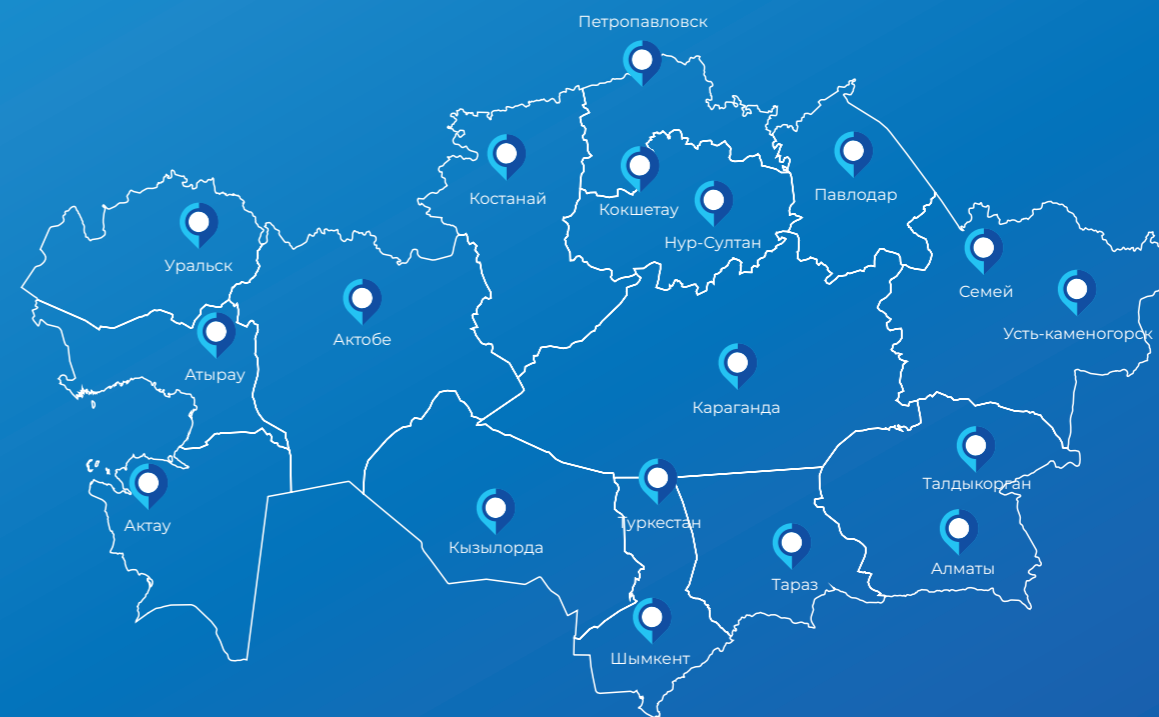 Петропавловск
Костанай
Кокшетау
Павлодар
Нур-Султан
Уральск
Семей
Актобе
Усть-каменогорск
Атырау
Караганда
Талдыкорган
Актау
Туркестан
Кызылорда
Алматы
Тараз
Шымкент